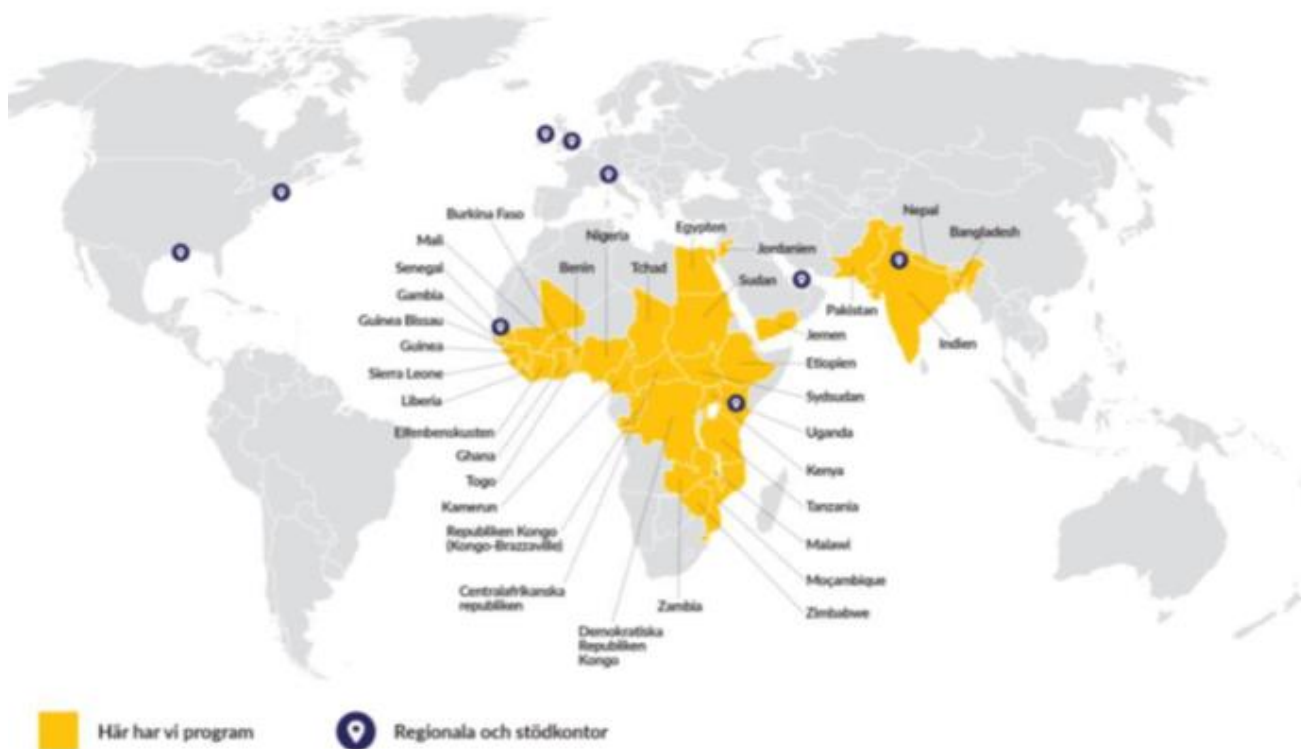 Burkina Faso
Mali
Senegal
Gambia
Guinea Bissau
Guinea
Sierra Leone
Liberia
Elfenbenskusten
Ghana
Togo
Kamerun
Republiken Kongo
(Kongo-Brazzaville)
Centralafrikanska
republiken
Demokratiska
Republiken
Kongo
Zambia
Benin
Nigeria
Tchad
Egypten
Jordanien
Sudan
Jemen
Etiopien
Sydsudan
Uganda
Kenya
Tanzania
Malawi
Moçambique
Zimbabwe
Nepal
Bangladesh
Pakistan
Indien
Här har vi program
Regionala och stödkontor